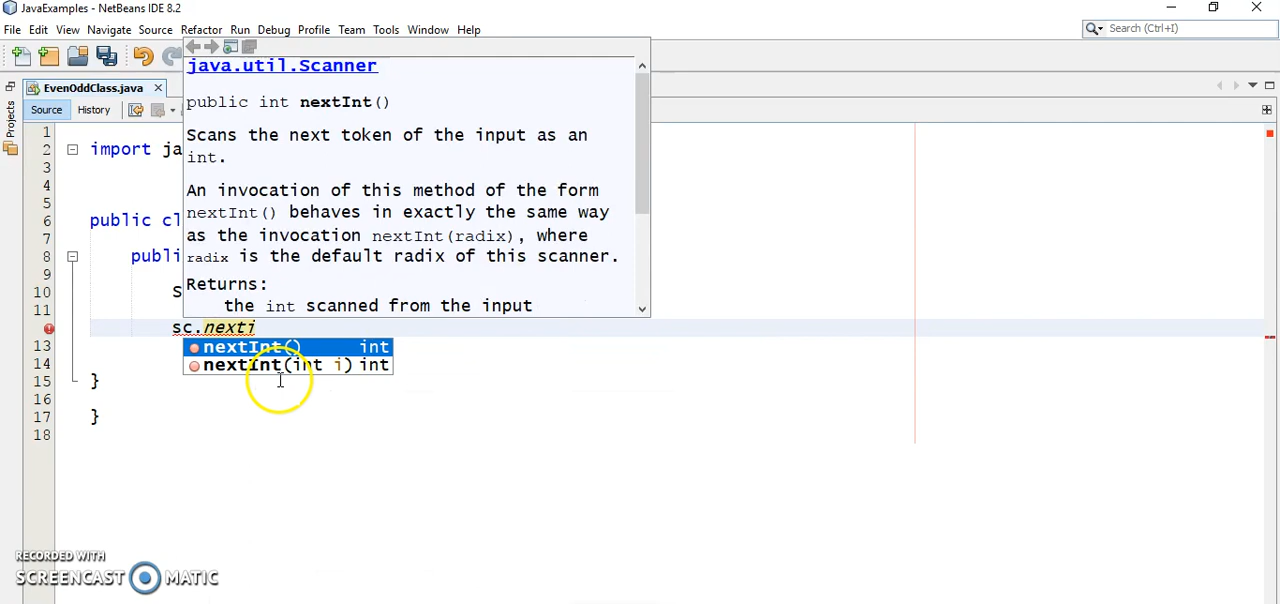 JavaExamples - NetBeans IDE 8.2
File Edit View Navigate Source Refactor Run Debug Profile Team Tools Window Help
Search (Ctrl+I)
EvenOddClass.java
Projects
Source History
1
2 import ja
3
4
5
6 public cl
7
8 publi
9
10 S
11
sc.nexti
13
14
15 }
16
17 }
18
java.util.Scanner
public int nextInt()
Scans the next token of the input as an
int.
An invocation of this method of the form
nextInt() behaves in exactly the same way
as the invocation nextInt(radix), where
radix is the default radix of this scanner.
Returns:
the int scanned from the input
nextInt() int
nextInt(int i) int
RECORDED WITH
SCREENCAST MATIC